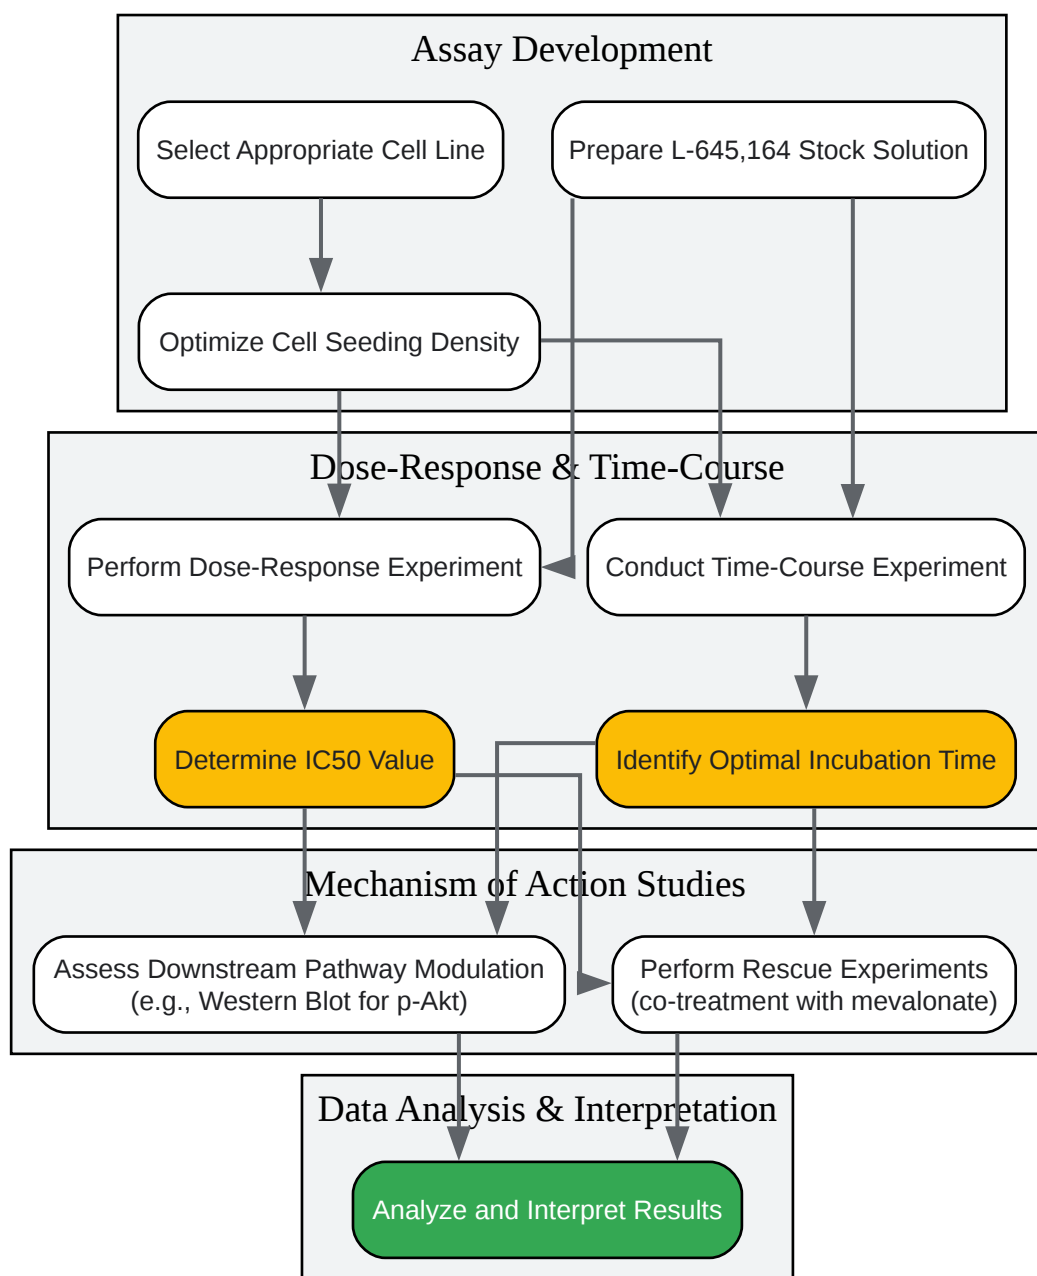 Assay Development
Select Appropriate Cell Line
Prepare L-645,164 Stock Solution
Optimize Cell Seeding Density
Dose-Response & Time-Course
Perform Dose-Response Experiment
Conduct Time-Course Experiment
Determine IC50 Value
Identify Optimal Incubation Time
Mechanism of Action Studies
Assess Downstream Pathway Modulation
(e.g., Western Blot for p-Akt)
Perform Rescue Experiments
(co-treatment with mevalonate)
Data Analysis & Interpretation
Analyze and Interpret Results